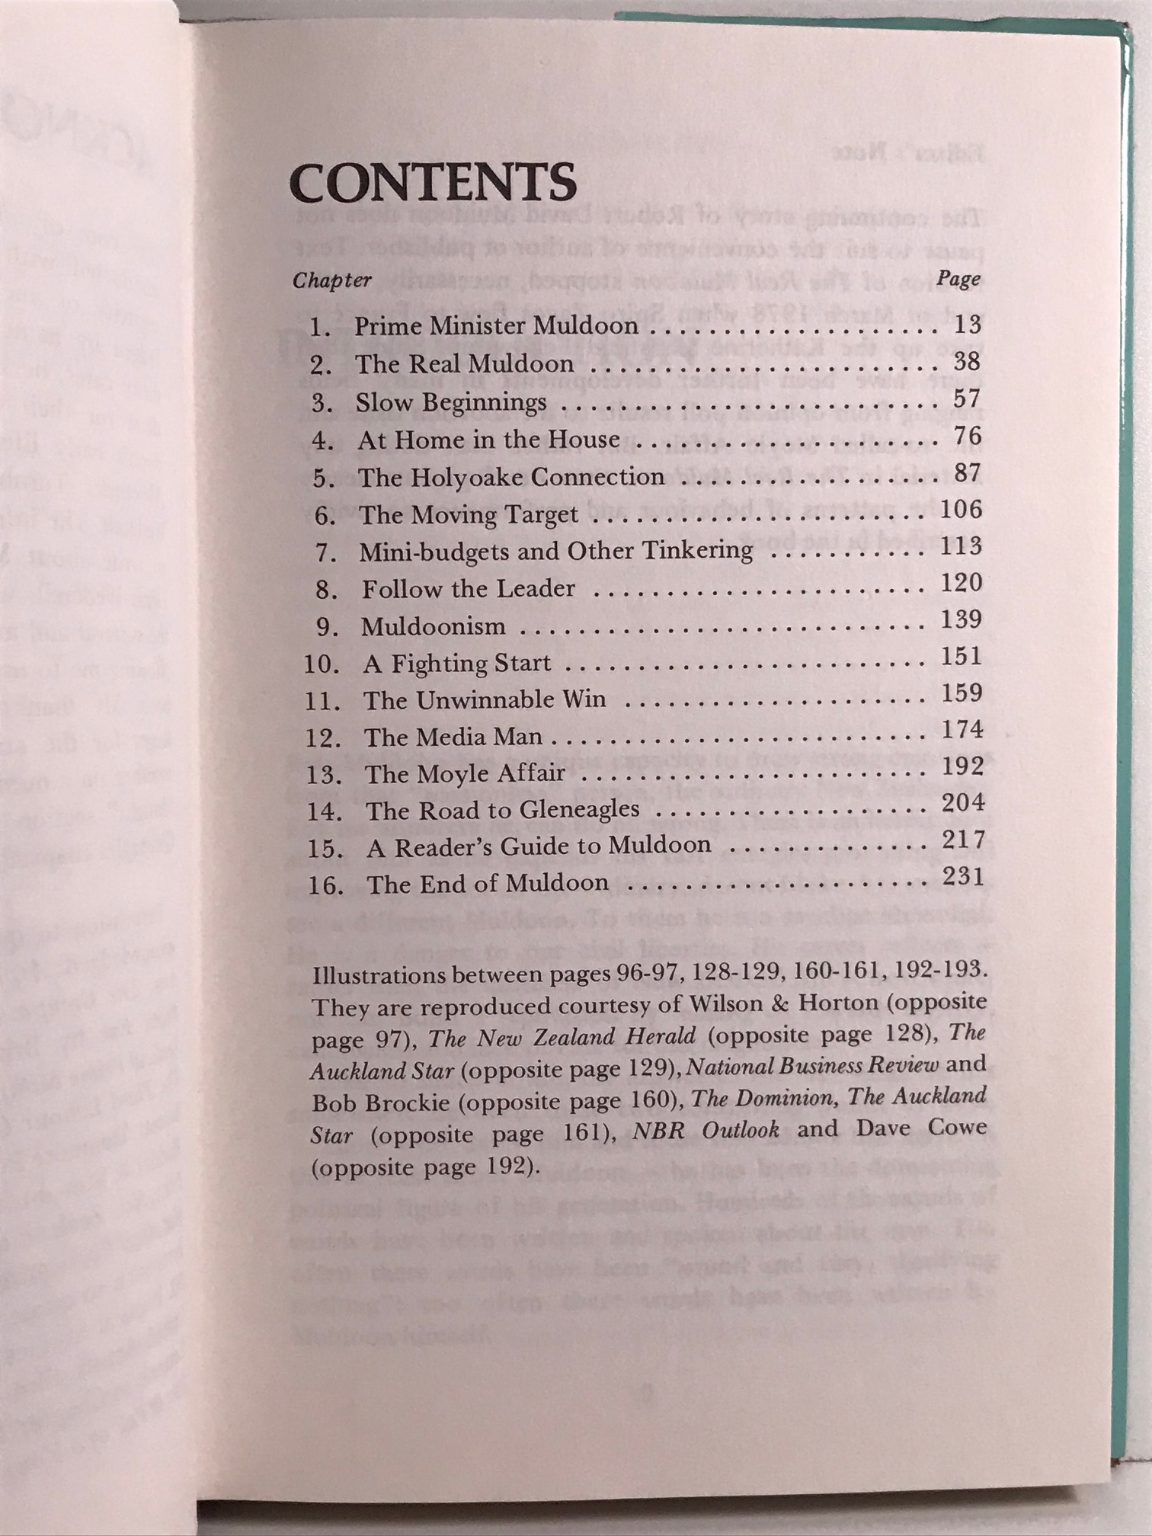 CONTENTS
Chapter Page
1. Prime Minister Muldoon . . . . . . . . . . . . . . . . . . . . 13
2. The Real Muldoon . . . . . . . . . . . . . . . . . . . . . . . . 38
3. Slow Beginnings . . . . . . . . . . . . . . . . . . . . . . . . . . 57
4. At Home in the House . . . . . . . . . . . . . . . . . . . . . 76
5. The Holyoake Connection . . . . . . . . . . . . . . . . . . 87
6. The Moving Target . . . . . . . . . . . . . . . . . . . . . . . 106
7. Mini-budgets and Other Tinkering . . . . . . . . . . . 113
8. Follow the Leader . . . . . . . . . . . . . . . . . . . . . . . 120
9. Muldoonism . . . . . . . . . . . . . . . . . . . . . . . . . . . . 139
10. A Fighting Start . . . . . . . . . . . . . . . . . . . . . . . . . 151
11. The Unwinnable Win . . . . . . . . . . . . . . . . . . . . . 159
12. The Media Man . . . . . . . . . . . . . . . . . . . . . . . . . . 174
13. The Moyle Affair . . . . . . . . . . . . . . . . . . . . . . . . 192
14. The Road to Gleneagles . . . . . . . . . . . . . . . . . . . 204
15. A Reader's Guide to Muldoon . . . . . . . . . . . . . . 217
16. The End of Muldoon . . . . . . . . . . . . . . . . . . . . . 231
Illustrations between pages 96-97, 128-129, 160-161, 192-193.
They are reproduced courtesy of Wilson & Horton (opposite
page 97), The New Zealand Herald (opposite page 128), The
Auckland Star (opposite page 129), National Business Review and
Bob Brockie (opposite page 160), The Dominion, The Auckland
Star (opposite page 161), NBR Outlook and Dave Cowe
(opposite page 192).